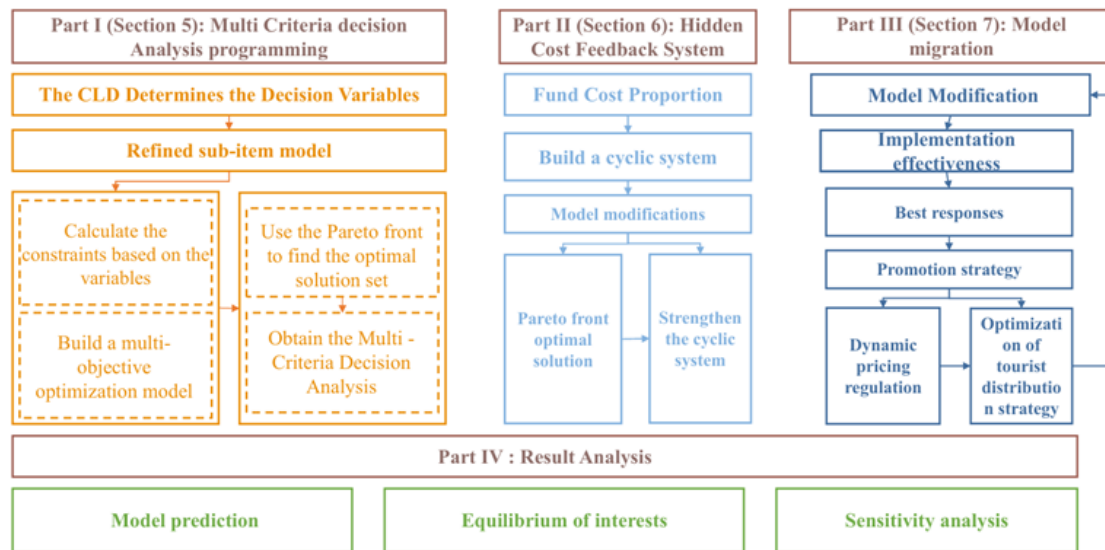 Part I (Section 5): Multi Criteria decision
Analysis programming
The CLD Determines the Decision Variables
Refined sub-item model
Calculate the
constraints based on the
variables
Build a multi-
objective
optimization model
Use the Pareto front
to find the optimal
solution set
Obtain the Multi -
Criteria Decision
Analysis
Part II (Section 6): Hidden
Cost Feedback System
Fund Cost Proportion
Build a cyclic system
Model modifications
Pareto front
optimal
solution
Strengthen
the cyclic
system
Part III (Section 7): Model
migration
Model Modification
Implementation
effectiveness
Best responses
Promotion strategy
Dynamic
pricing
regulation
Optimizati
on of
tourist
distributio
n strategy
Part IV : Result Analysis
Model prediction
Equilibrium of interests
Sensitivity analysis